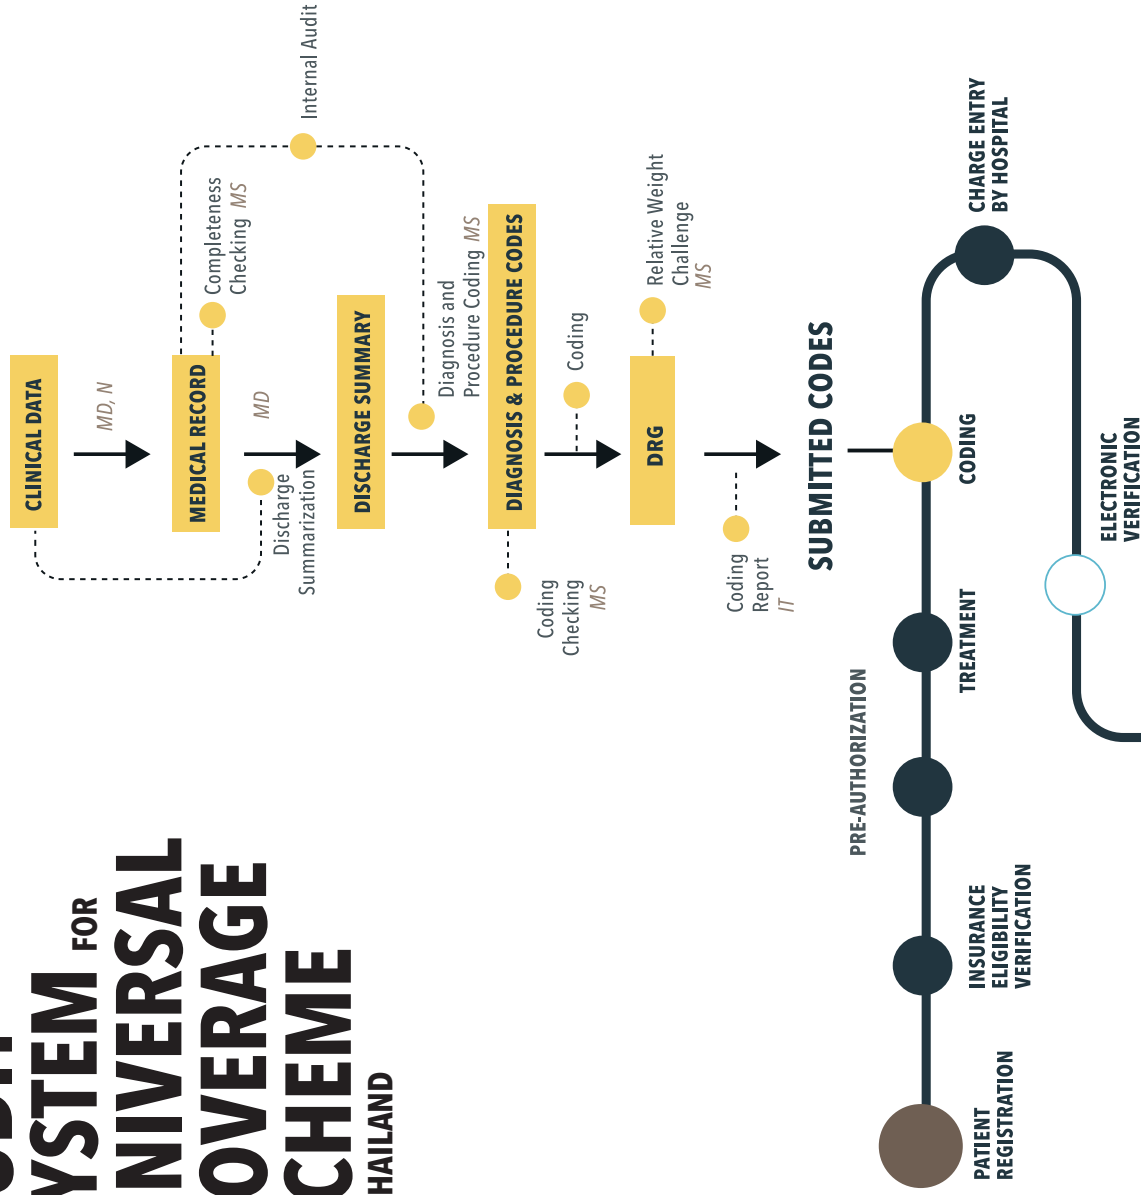 YSTEM FOR
NIVERSAL
OVERAGE
CHEME
HAILAND
CLINICAL DATA
MD, N
MEDICAL RECORD
Completeness
Checking MS
Internal Audit
MD
Discharge
Summarization
DISCHARGE SUMMARY
Diagnosis and
Procedure Coding MS
DIAGNOSIS & PROCEDURE CODES
Coding
Checking
MS
Coding
DRG
Relative Weight
Challenge
MS
Coding
Report
IT
SUBMITTED CODES
PATIENT
REGISTRATION
INSURANCE
ELIGIBILITY
VERIFICATION
PRE-AUTHORIZATION
TREATMENT
CODING
CHARGE ENTRY
BY HOSPITAL
ELECTRONIC
VERIFICATION